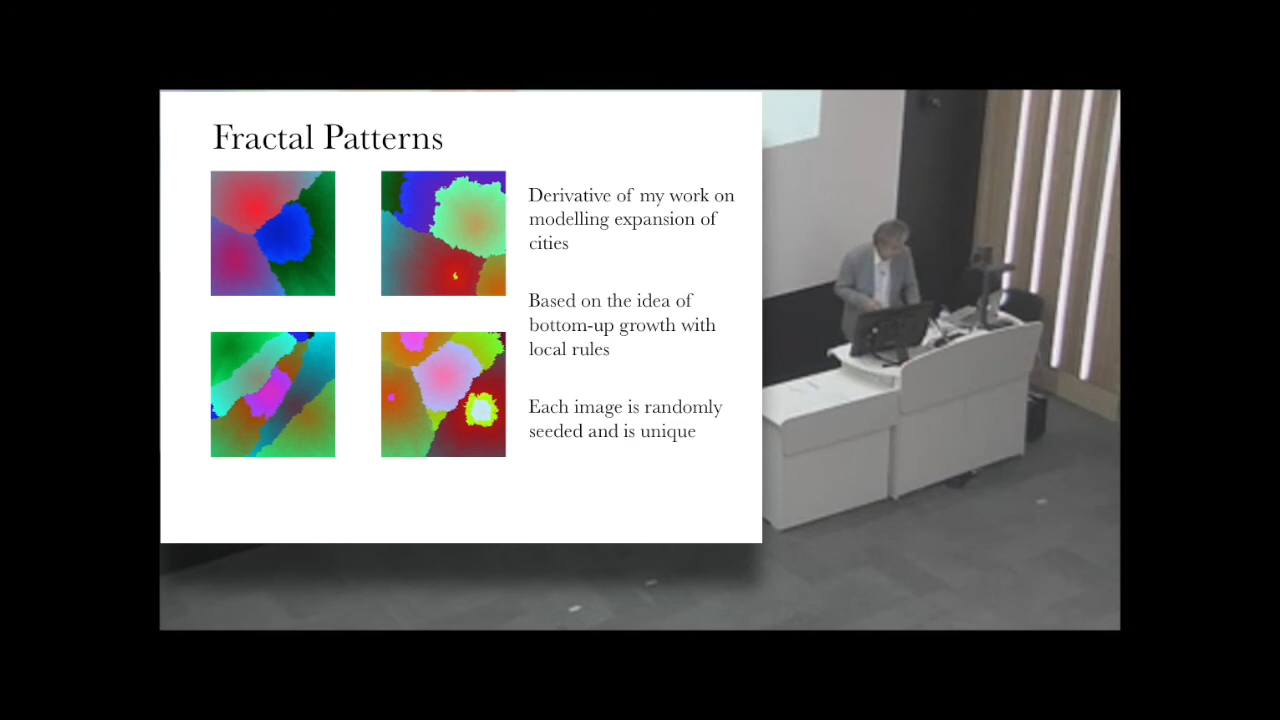 Fractal Patterns
Derivative of my work on
modelling expansion of
cities
Based on the idea of
bottom-up growth with
local rules
Each image is randomly
seeded and is unique